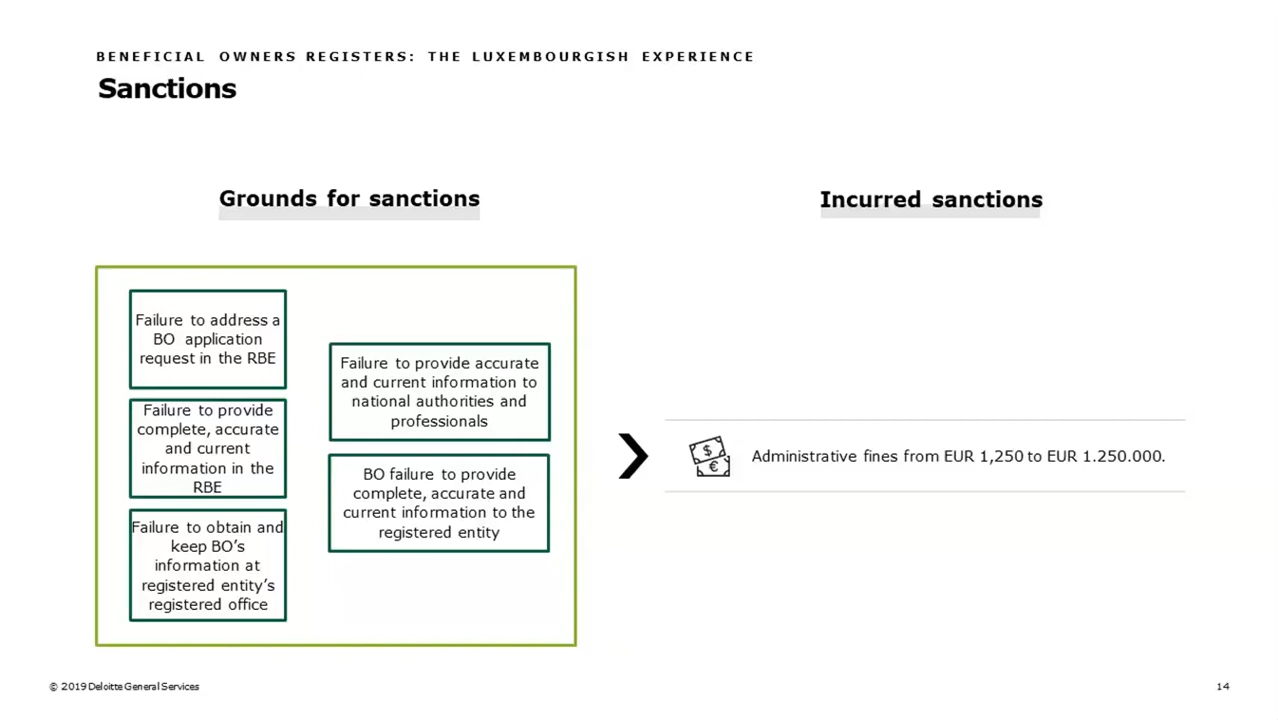 BENEFICIAL OWNERS REGISTERS: THE LUXEMBOURGISH EXPERIENCE
Sanctions
Grounds for sanctions
Failure to address a
BO application
request in the RBE
Failure to provide
complete, accurate
and current
information in the
RBE
Failure to obtain and
keep BO’s
information at
registered entity’s
registered office
Failure to provide accurate
and current information to
national authorities and
professionals
BO failure to provide
complete, accurate and
current information to the
registered entity
Incurred sanctions
$
€
Administrative fines from EUR 1,250 to EUR 1.250.000.
© 2019 Deloitte General Services
14